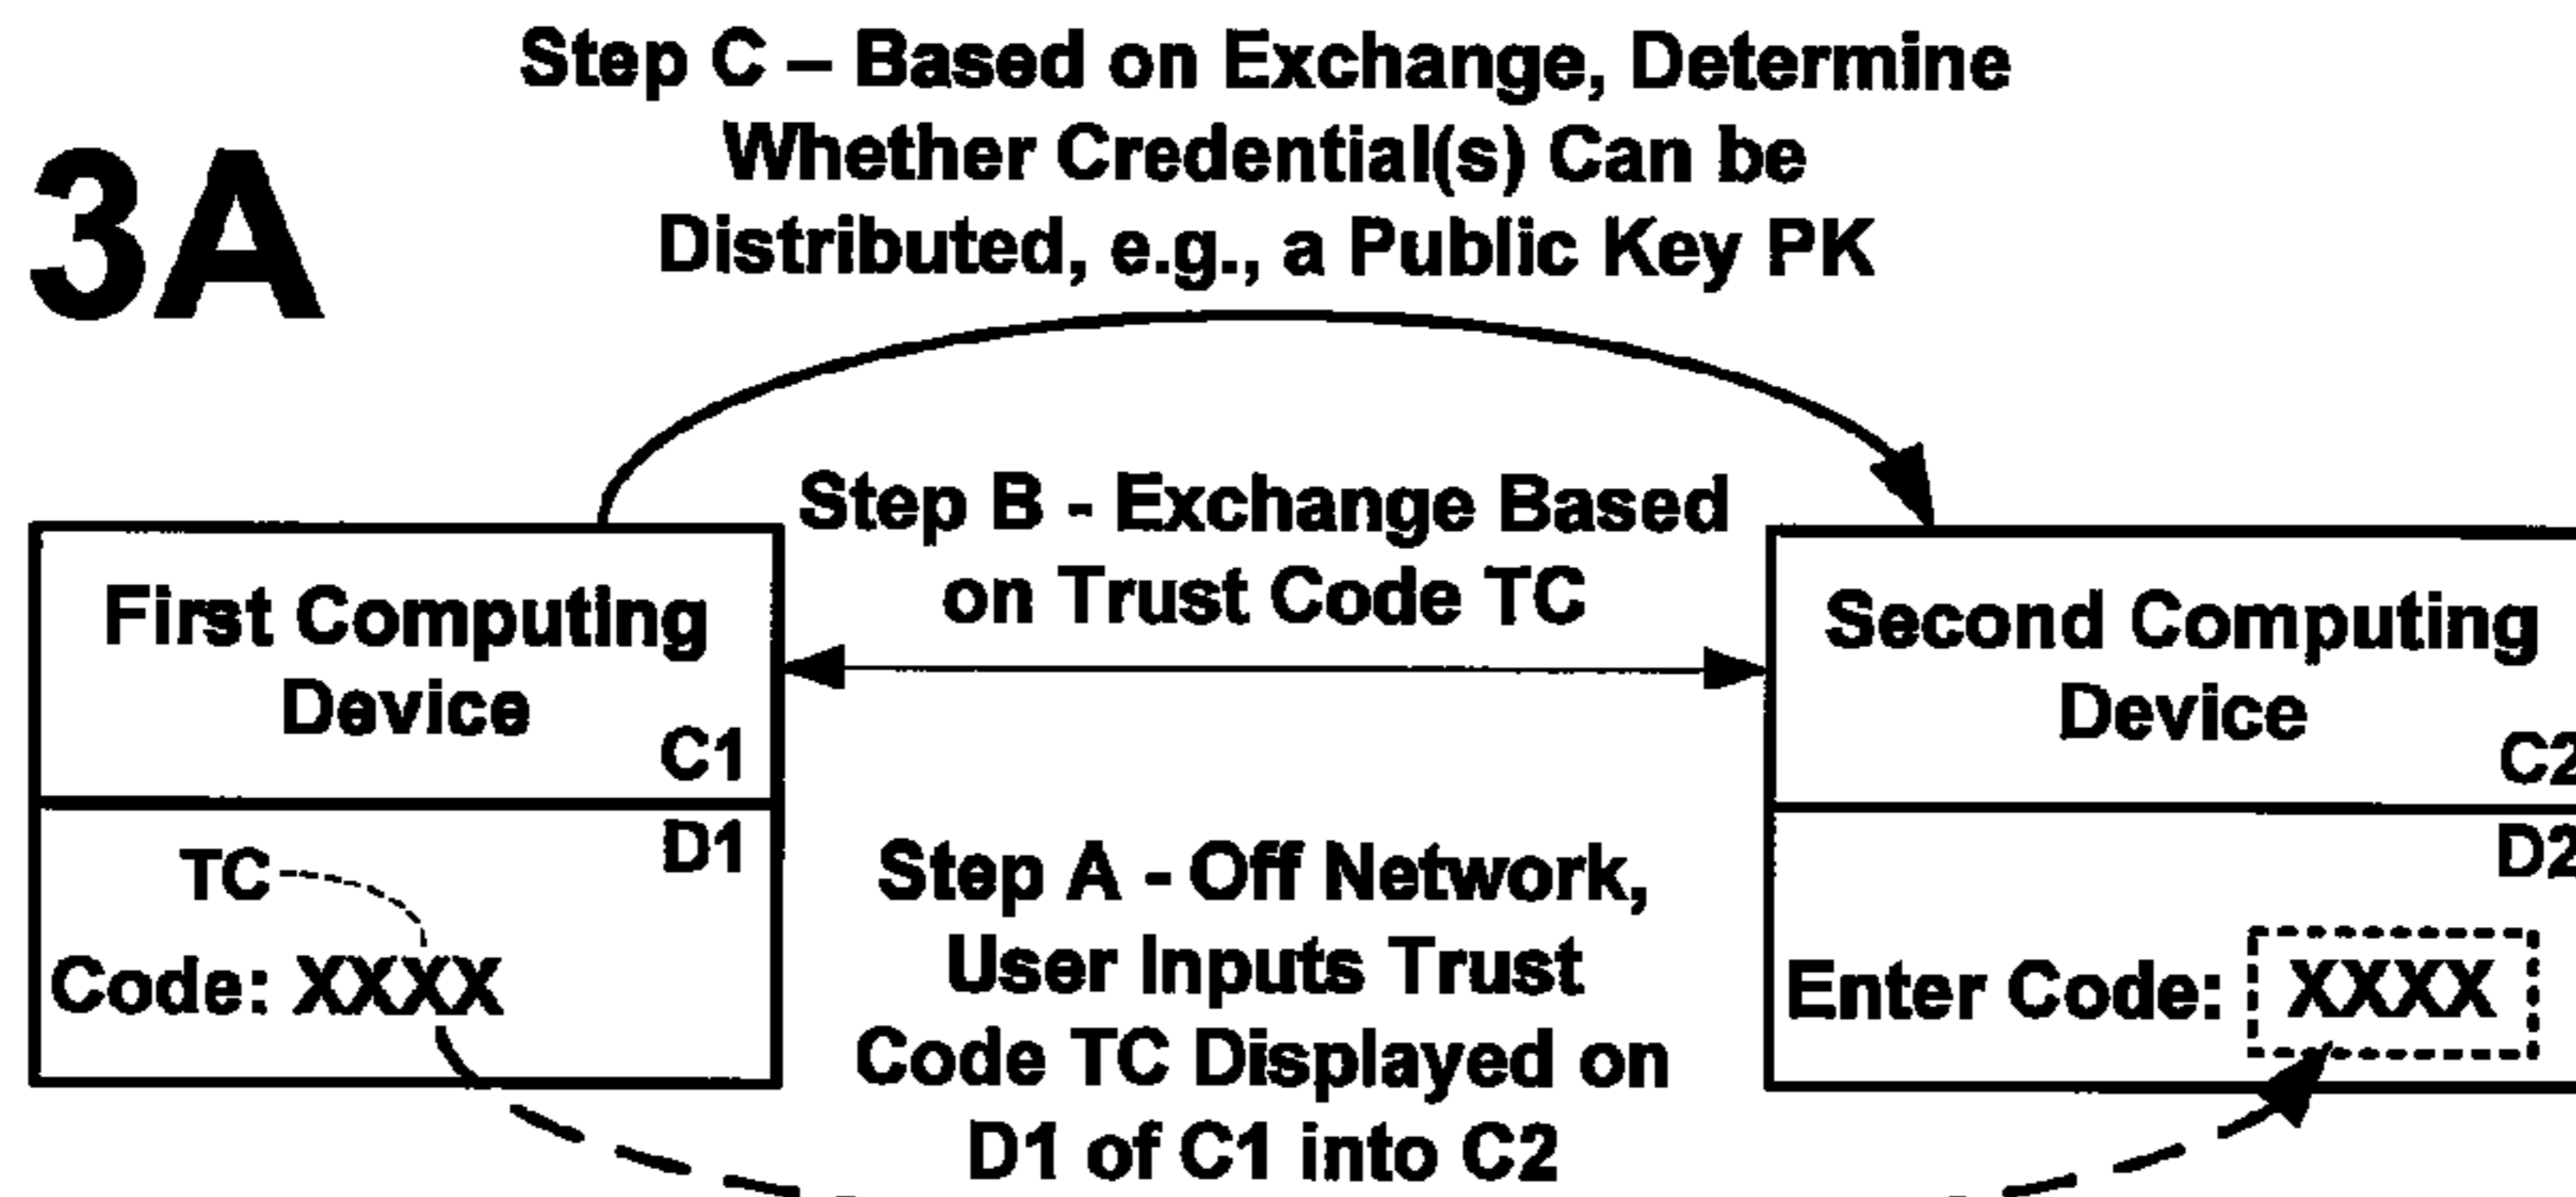 Step C – Based on Exchange, Determine
Whether Credential(s) Can be
Distributed, e.g., a Public Key PK
3A
Step B - Exchange Based
on Trust Code TC
First Computing
Device
C1
D1
TC
Code: XXXX
Step A - Off Network,
User Inputs Trust
Code TC Displayed on
D1 of C1 into C2
Second Computing
Device
C2
D2
Enter Code: XXXX